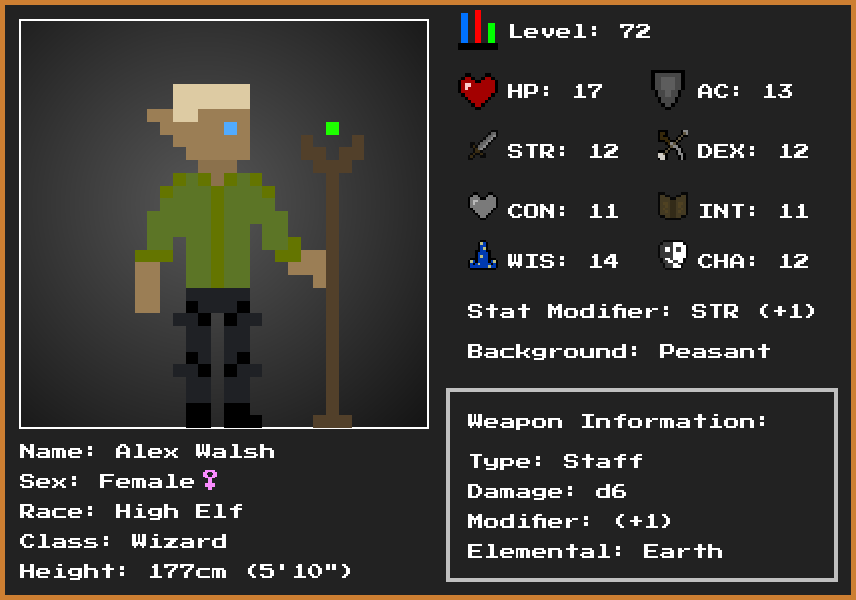 Level: 72
HP: 17
AC: 13
STR: 12
DEX: 12
CON: 11
INT: 11
WIS: 14
CHA: 12
Stat Modifier: STR (+1)
Background: Peasant
Weapon Information:
Type: Staff
Damage: d6
Modifier: (+1)
Elemental: Earth
Name: Alex Walsh
Sex: Female♀
Race: High Elf
Class: Wizard
Height: 177cm (5'10")